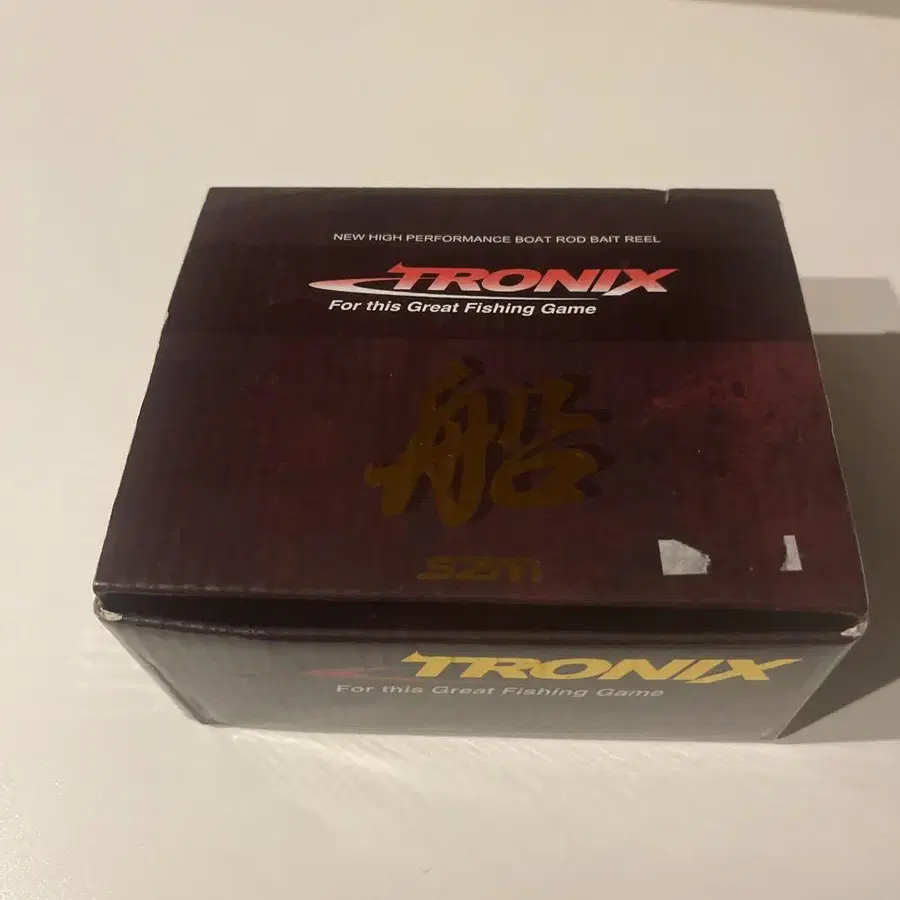 NEW HIGH PERFORMANCE BOAT ROD BAIT REEL
TRONIX
For this Great Fishing Game
船
SZM
TRONIX
For this Great Fishing Game